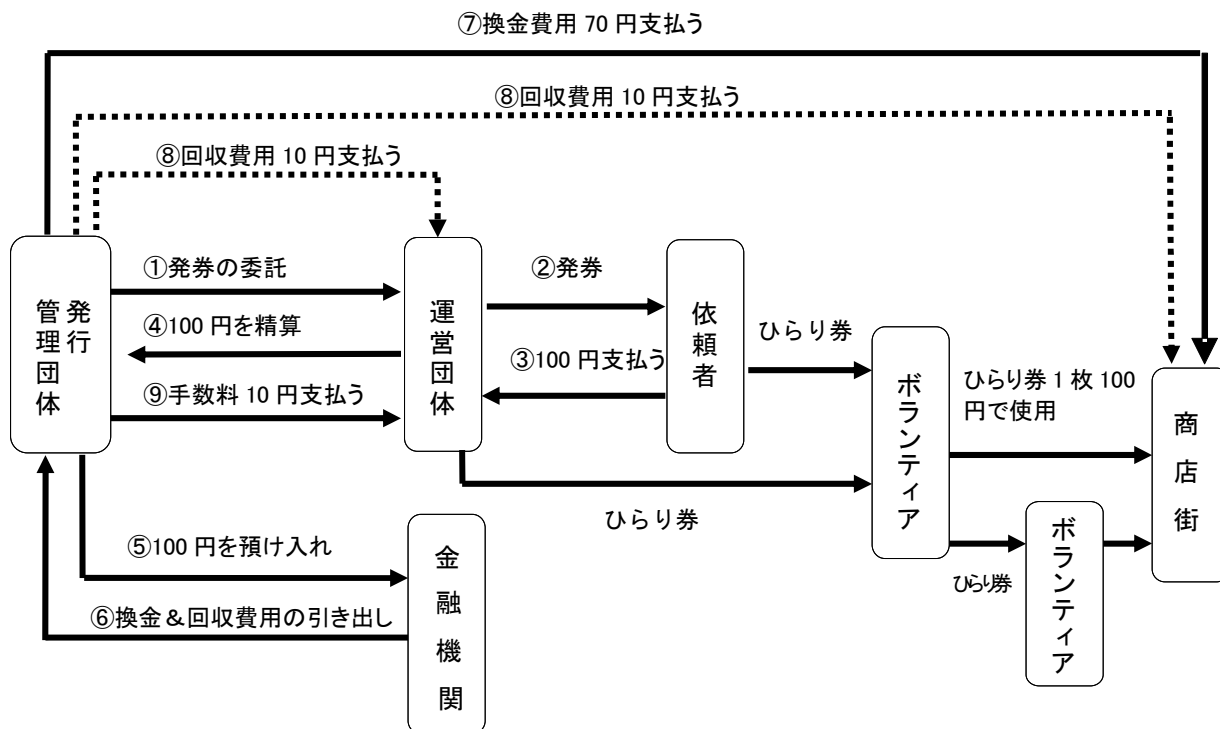 ⑦換金費用 70 円支払う
⑧回収費用 10 円支払う
⑧回収費用 10 円支払う
発行
管理団体
①発券の委託
④100 円を精算
⑨手数料 10 円支払う
運営団体
②発券
③100 円支払う
依頼者
ひらり券
ひらり券
ボランティア
ひらり券 1 枚 100
円で使用
商店街
ひらり券
ボランティア
⑤100 円を預け入れ
⑥換金＆回収費用の引き出し
金融機関